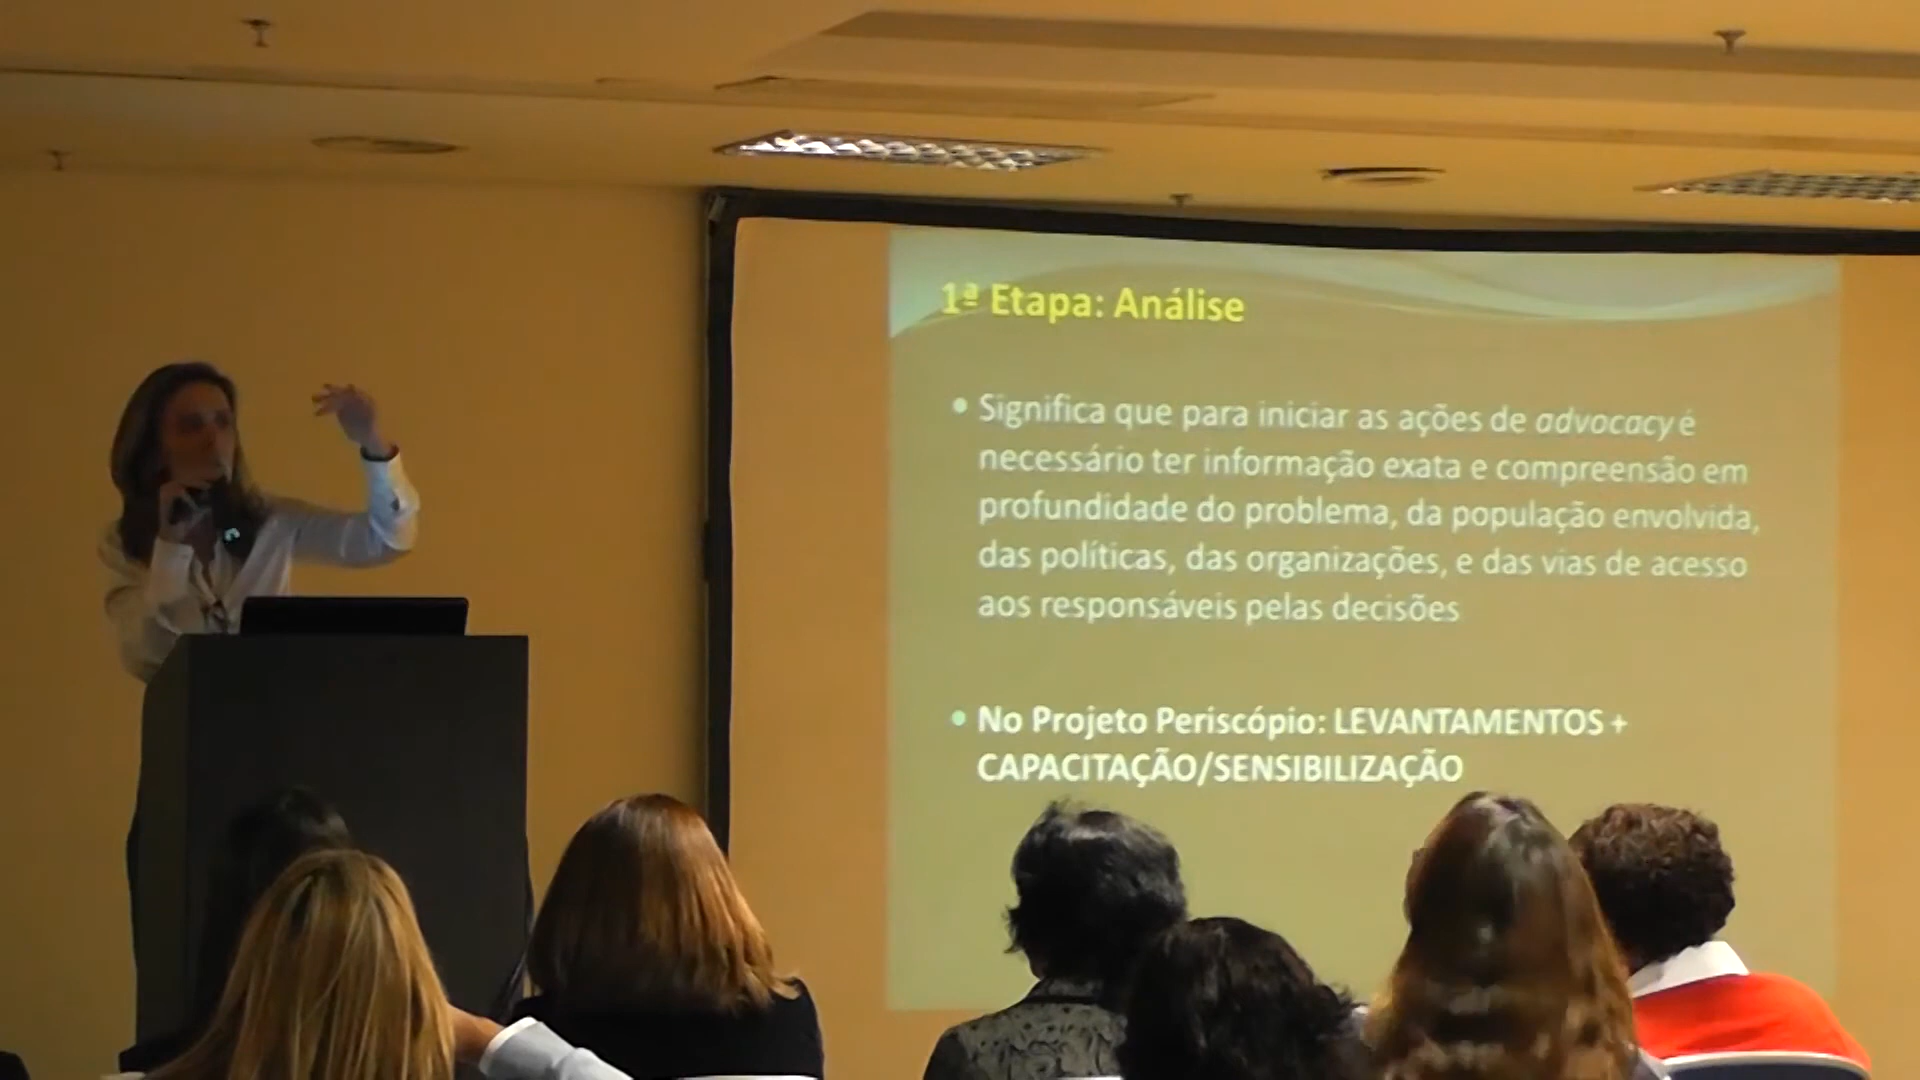 1ª Etapa: Análise
• Significa que para iniciar as ações de advocacy é
necessário ter informação exata e compreensão em
profundidade do problema, da população envolvida,
das políticas, das organizações, e das vias de acesso
aos responsáveis pelas decisões
• No Projeto Periscópio: LEVANTAMENTOS +
CAPACITAÇÃO/SENSIBILIZAÇÃO